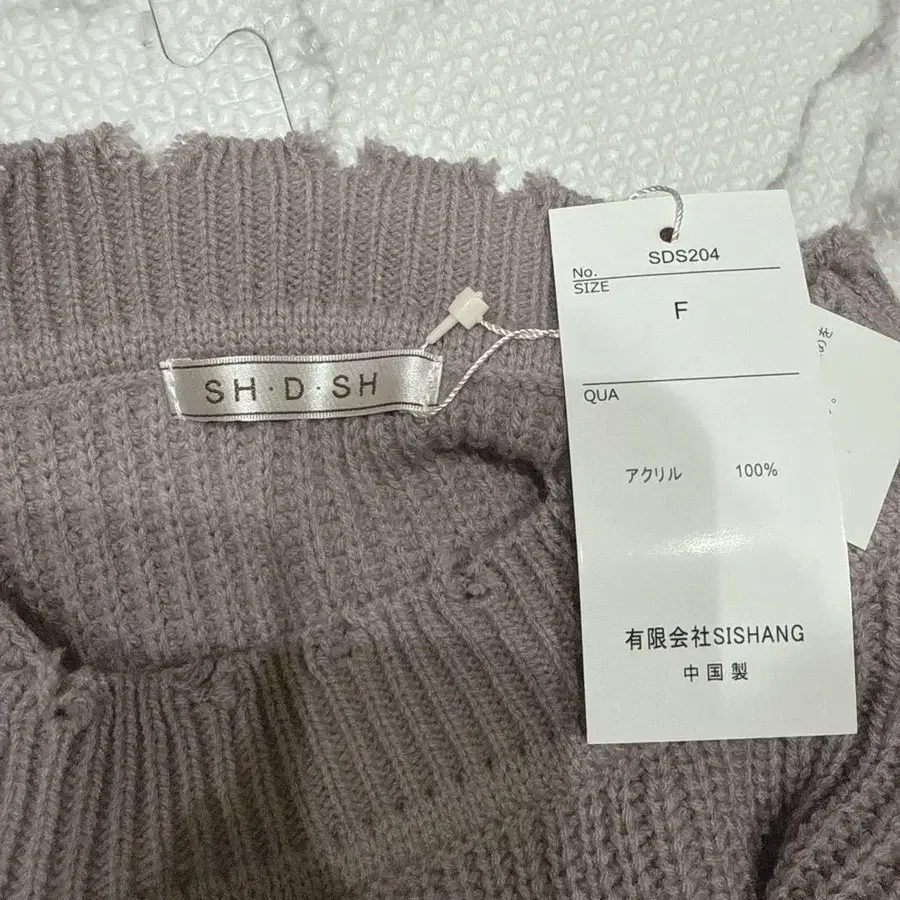 SH·D·SH
No. SDS204
SIZE
F
QUA
アクリル 100%
有限会社SISHANG
中国製